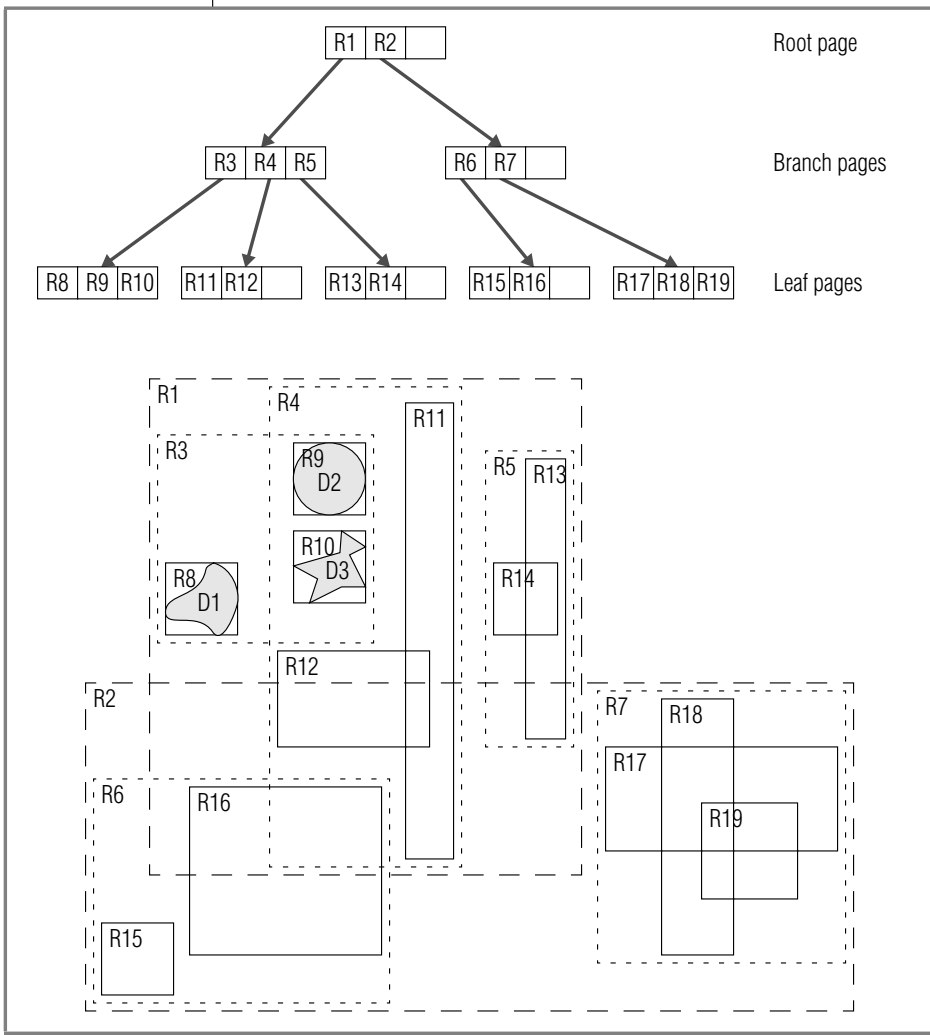 R1 R2 Root page
R3 R4 R5 R6 R7 Branch pages
R8 R9 R10 R11 R12 R13 R14 R15 R16 R17 R18 R19 Leaf pages
R1
R4
R11
R3
R9
R5
R13
D2
R10
D3
R8
R14
D1
R12
R2
R7
R18
R17
R6
R16
R19
R15